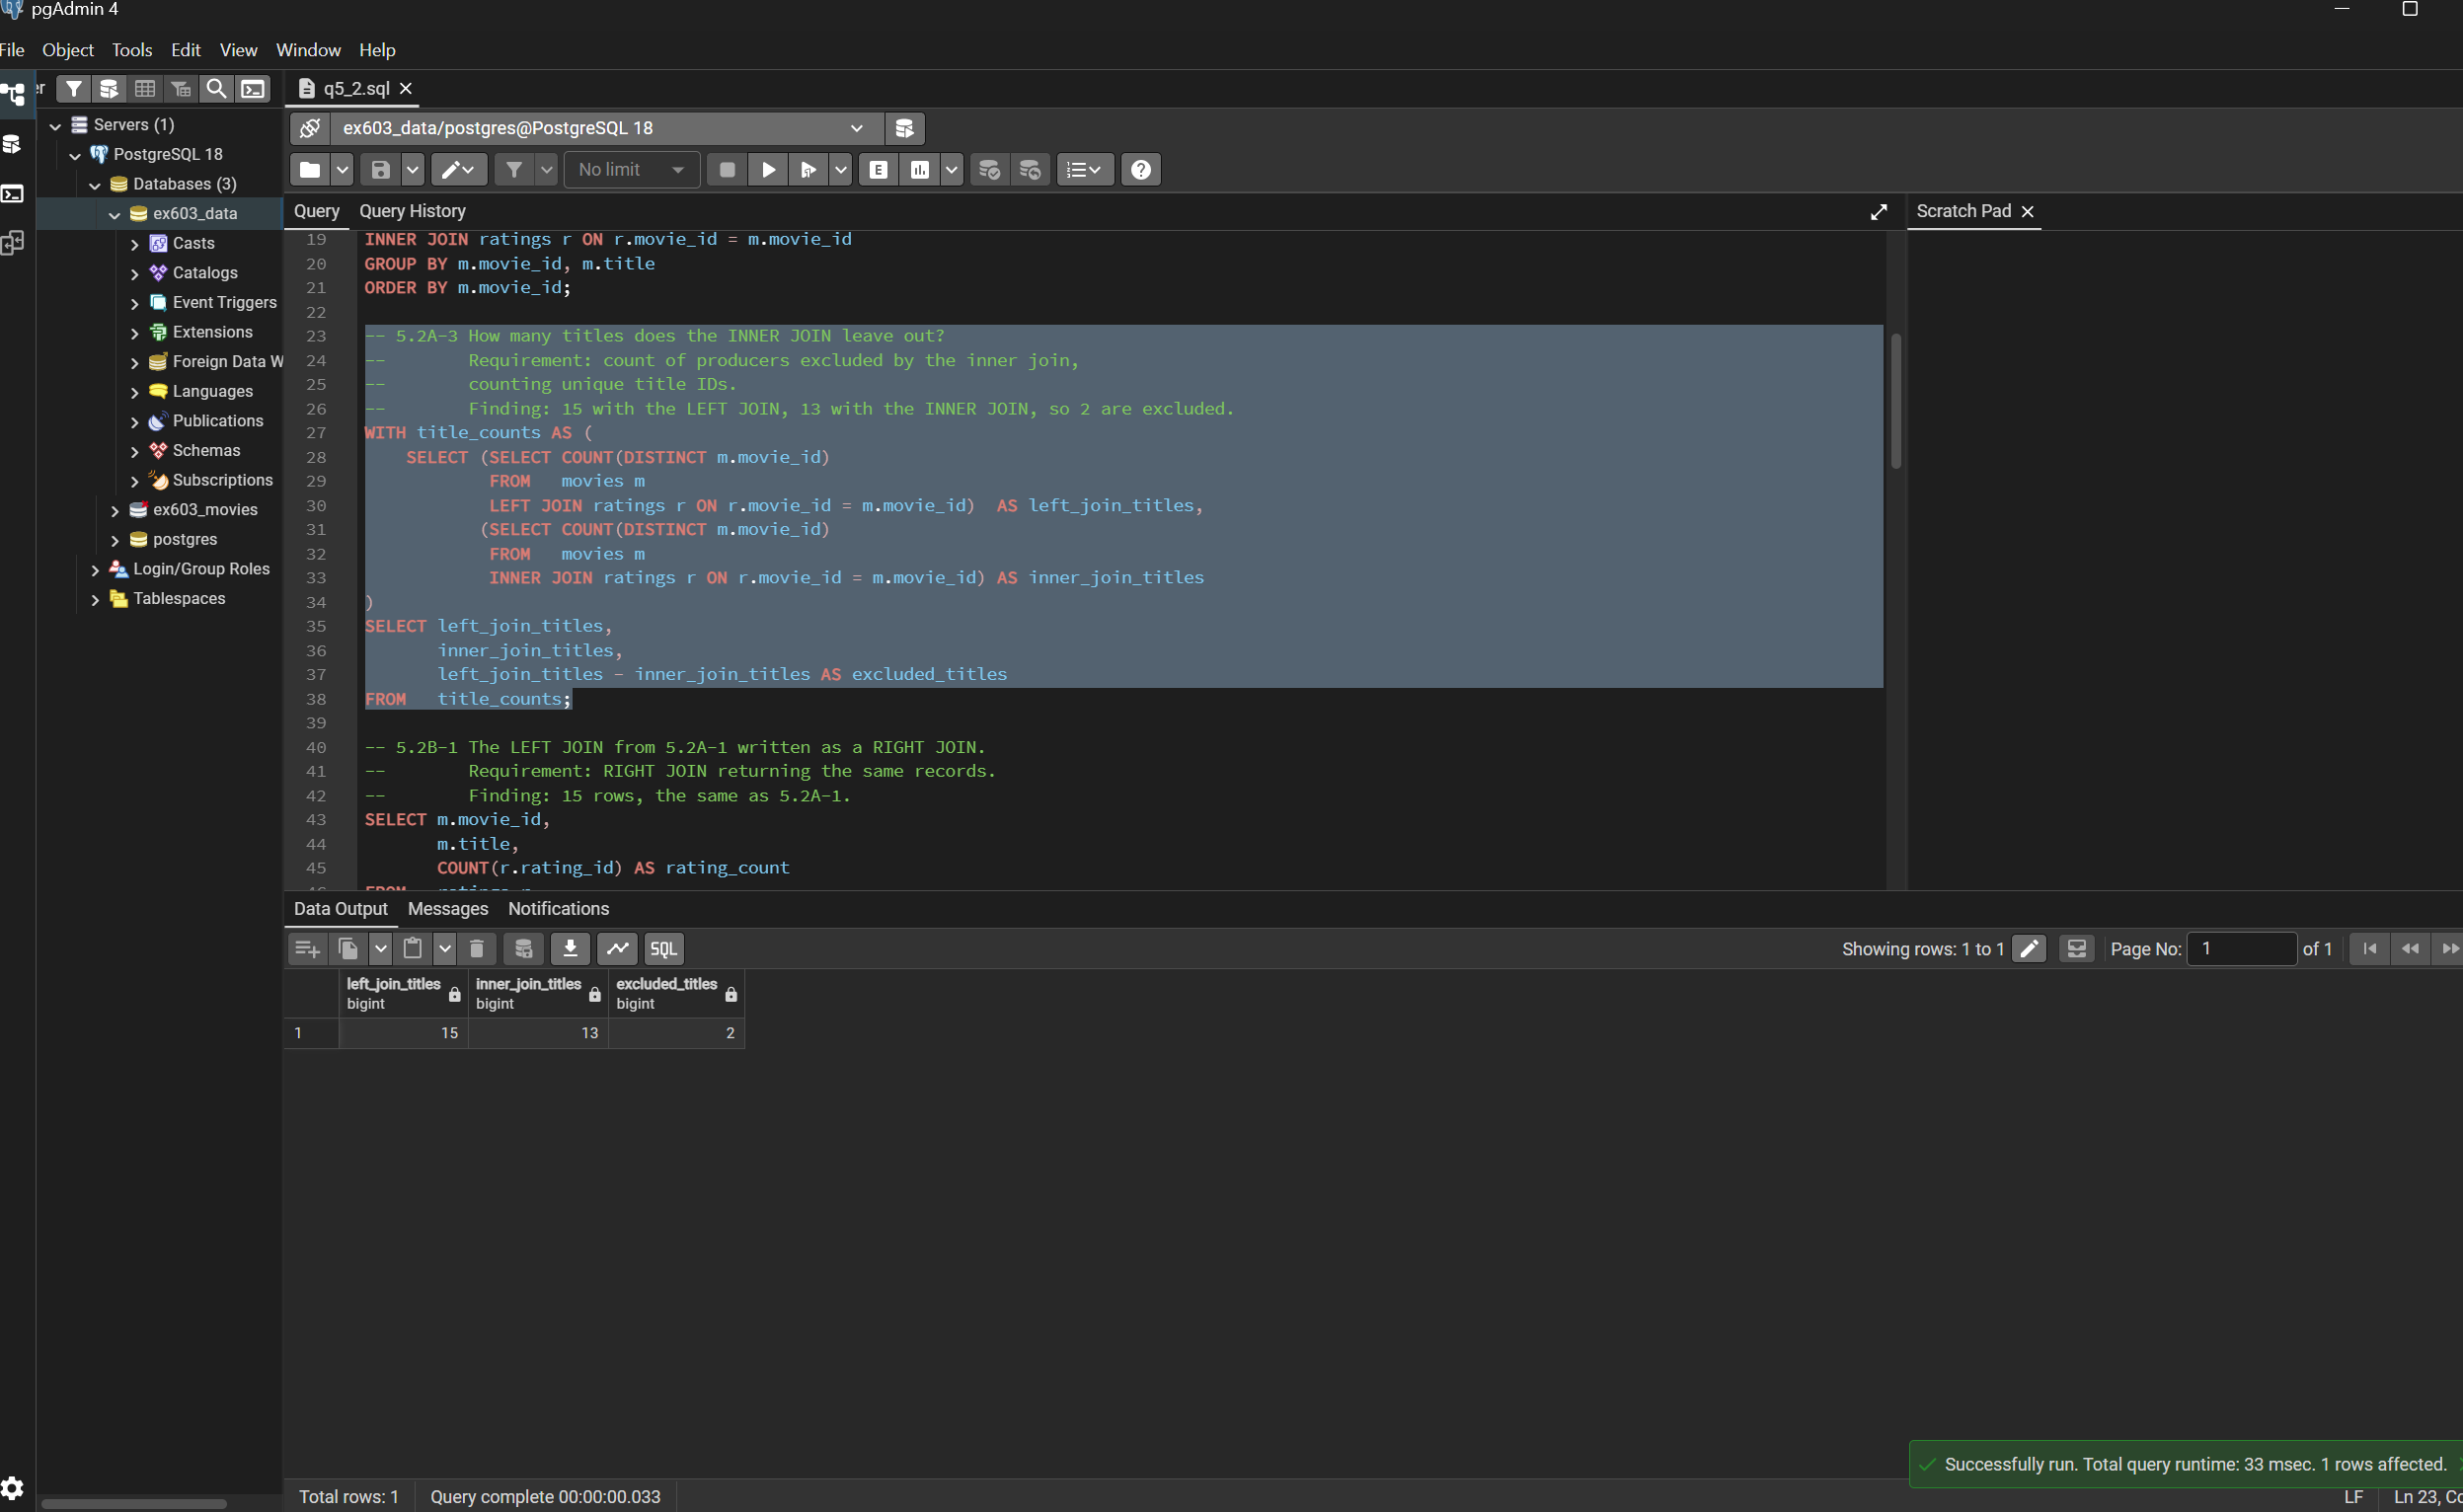 pgAdmin 4
File Object Tools Edit View Window Help
er
q5_2.sql
Servers (1)
ex603_data/postgres@PostgreSQL 18
PostgreSQL 18
No limit
E
Databases (3)
ex603_data
Query Query History
Scratch Pad
Casts
Catalogs
Event Triggers
Extensions
Foreign Data W
Languages
Publications
Schemas
Subscriptions
ex603_movies
postgres
Login/Group Roles
Tablespaces
19 INNER JOIN ratings r ON r.movie_id = m.movie_id
20 GROUP BY m.movie_id, m.title
21 ORDER BY m.movie_id;
22
23 -- 5.2A-3 How many titles does the INNER JOIN leave out?
24 -- Requirement: count of producers excluded by the inner join,
25 -- counting unique title IDs.
26 -- Finding: 15 with the LEFT JOIN, 13 with the INNER JOIN, so 2 are excluded.
27 WITH title_counts AS (
28 SELECT (SELECT COUNT(DISTINCT m.movie_id)
29 FROM movies m
30 LEFT JOIN ratings r ON r.movie_id = m.movie_id) AS left_join_titles,
31 (SELECT COUNT(DISTINCT m.movie_id)
32 FROM movies m
33 INNER JOIN ratings r ON r.movie_id = m.movie_id) AS inner_join_titles
34 )
35 SELECT left_join_titles,
36 inner_join_titles,
37 left_join_titles - inner_join_titles AS excluded_titles
38 FROM title_counts;
39
40 -- 5.2B-1 The LEFT JOIN from 5.2A-1 written as a RIGHT JOIN.
41 -- Requirement: RIGHT JOIN returning the same records.
42 -- Finding: 15 rows, the same as 5.2A-1.
43 SELECT m.movie_id,
44 m.title,
45 COUNT(r.rating_id) AS rating_count
Data Output Messages Notifications
SQL
Showing rows: 1 to 1
Page No: 1 of 1
left_join_titles inner_join_titles excluded_titles
bigint bigint bigint
1 15 13 2
Successfully run. Total query runtime: 33 msec. 1 rows affected.
Total rows: 1 Query complete 00:00:00.033
LF Ln 23, Co